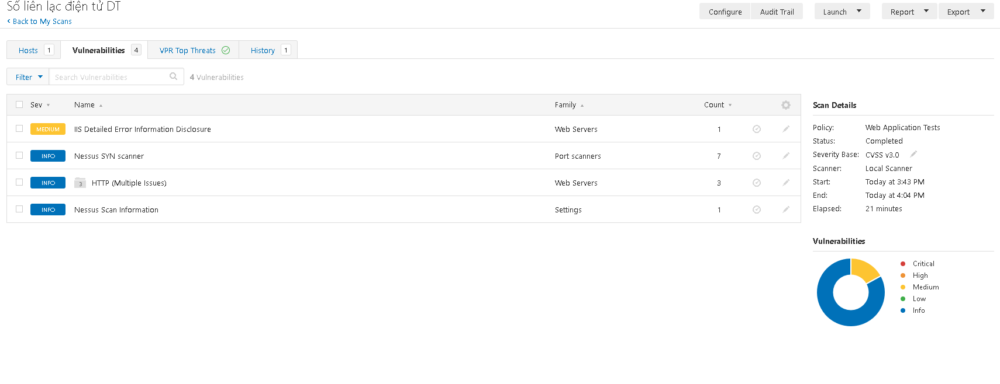 Sổ liên lạc điện tử DT
Back to My Scans
Configure Audit Trail Launch Report Export
Hosts 1 Vulnerabilities 4 VPR Top Threats History 1
Filter Search Vulnerabilities 4 Vulnerabilities
Sev Name Family Count
MEDIUM IIS Detailed Error Information Disclosure Web Servers 1
INFO Nessus SYN scanner Port scanners 7
INFO 3 HTTP (Multiple Issues) Web Servers 3
INFO Nessus Scan Information Settings 1
Scan Details
Policy: Web Application Tests
Status: Completed
Severity Base: CVSS v3.0
Scanner: Local Scanner
Start: Today at 3:43 PM
End: Today at 4:04 PM
Elapsed: 21 minutes
Vulnerabilities
Critical
High
Medium
Low
Info